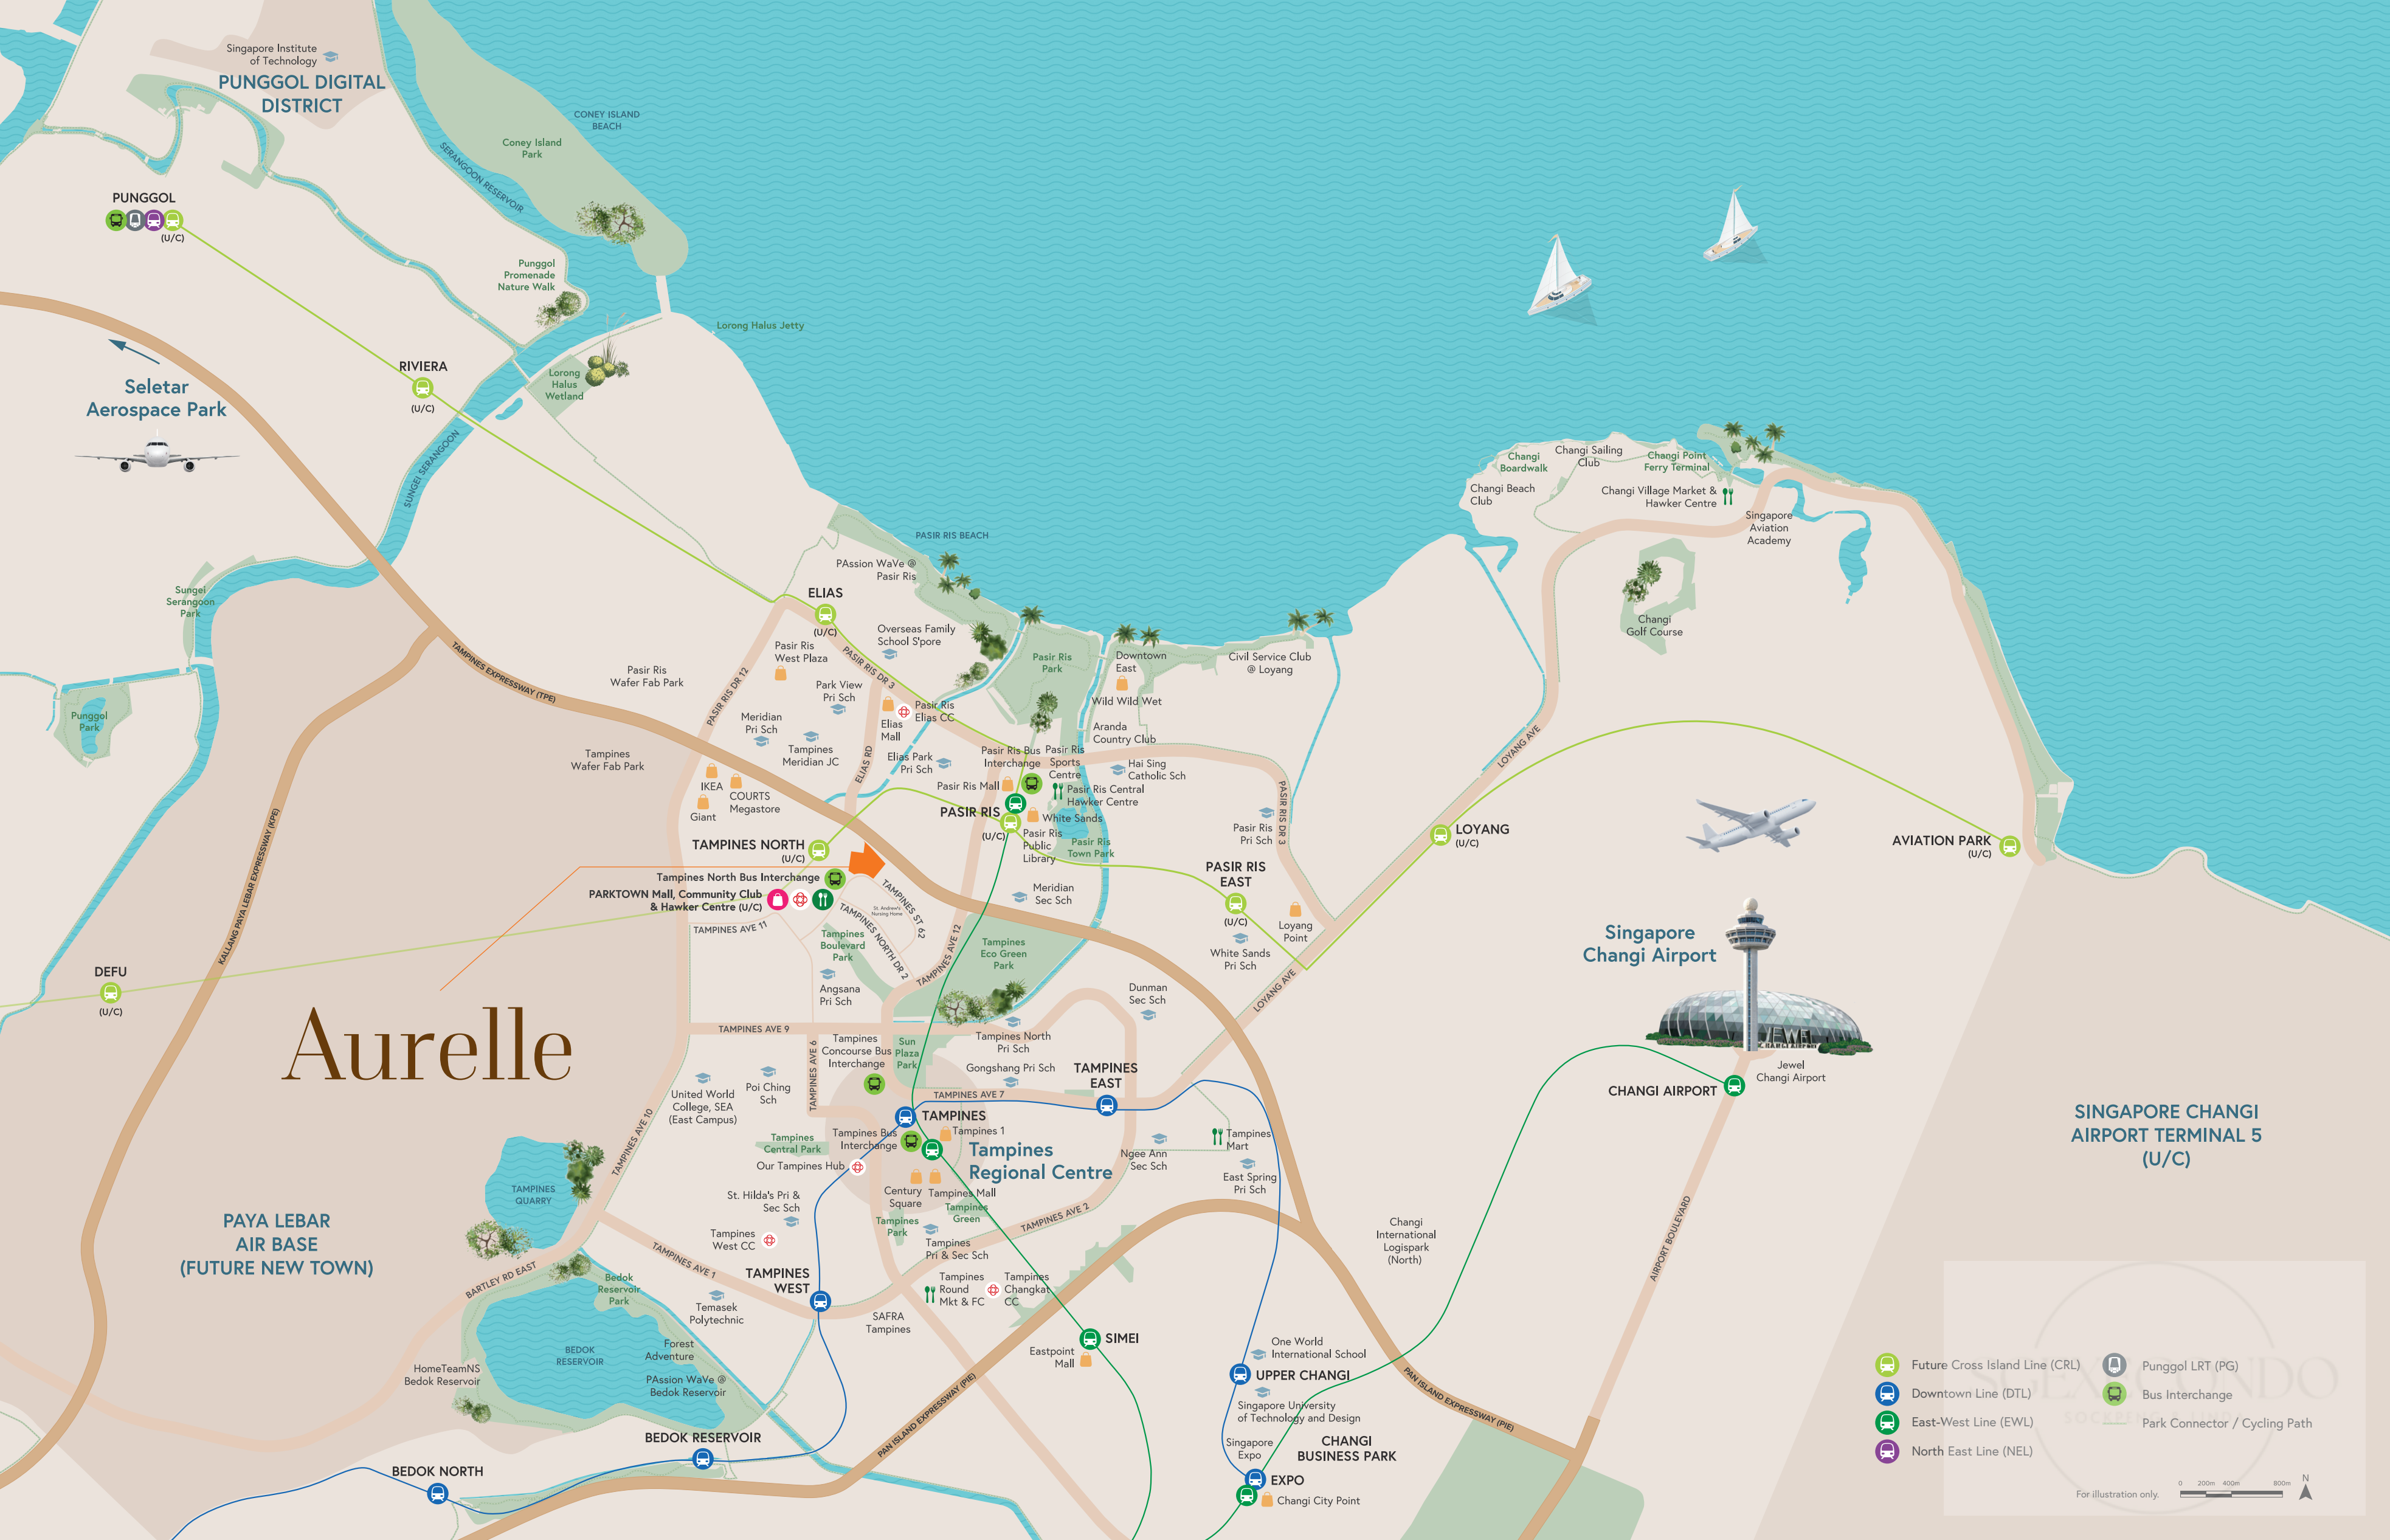 Singapore Institute
of Technology
PUNGGOL DIGITAL
DISTRICT
CONEY ISLAND
BEACH
Coney Island
Park
SERANGOON RESERVOIR
PUNGGOL
(U/C)
Punggol
Promenade
Nature Walk
Lorong Halus Jetty
RIVIERA
(U/C)
Lorong
Halus
Wetland
Seletar
Aerospace Park
SUNGEI SERANGOON
Changi
Boardwalk
Changi Sailing
Club
Changi Point
Ferry Terminal
Changi Beach
Club
Changi Village Market &
Hawker Centre
Singapore
Aviation
Academy
Changi
Golf Course
PASIR RIS BEACH
PAssion WaVe @
Pasir Ris
Sungei
Serangoon
Park
ELIAS
(U/C)
Overseas Family
School S'pore
Pasir Ris
West Plaza
PASIR RIS DR 3
Pasir Ris
Park
Downtown
East
Civil Service Club
@ Loyang
TAMPINES EXPRESSWAY (TPE)
Pasir Ris
Wafer Fab Park
PASIR RIS DR 12
Park View
Pri Sch
Wild Wild Wet
Punggol
Park
Meridian
Pri Sch
Elias
Mall
Pasir Ris
Elias CC
Aranda
Country Club
Tampines
Wafer Fab Park
Tampines
Meridian JC
ELIAS RD
Elias Park
Pri Sch
Pasir Ris Bus
Interchange
Pasir Ris
Sports
Centre
Hai Sing
Catholic Sch
LOYANG AVE
IKEA
COURTS
Megastore
Giant
Pasir Ris Mall
Pasir Ris Central
Hawker Centre
PASIR RIS
(U/C)
White Sands
Pasir Ris
Public
Library
Pasir Ris
Town Park
PASIR RIS DR 3
Pasir Ris
Pri Sch
LOYANG
(U/C)
AVIATION PARK
(U/C)
TAMPINES NORTH
(U/C)
Tampines North Bus Interchange
PARKTOWN Mall, Community Club
& Hawker Centre (U/C)
TAMPINES ST 62
St. Andrew's
Nursing Home
TAMPINES NORTH DR 2
Meridian
Sec Sch
PASIR RIS
EAST
(U/C)
Loyang
Point
White Sands
Pri Sch
KALLANG PAYA LEBAR EXPRESSWAY (KPE)
TAMPINES AVE 11
Tampines
Boulevard
Park
TAMPINES AVE 12
Tampines
Eco Green
Park
Singapore
Changi Airport
DEFU
(U/C)
Angsana
Pri Sch
Dunman
Sec Sch
LOYANG AVE
Aurelle
TAMPINES AVE 9
Tampines
Concourse Bus
Interchange
Sun
Plaza
Park
Tampines North
Pri Sch
JEWEL
Jewel
Changi Airport
TAMPINES AVE 6
Gongshang Pri Sch
TAMPINES
EAST
CHANGI AIRPORT
United World
College, SEA
(East Campus)
Poi Ching
Sch
TAMPINES AVE 7
TAMPINES AVE 10
TAMPINES
Tampines 1
Tampines Bus
Interchange
Tampines
Central Park
Our Tampines Hub
Tampines
Regional Centre
Ngee Ann
Sec Sch
Tampines
Mart
East Spring
Pri Sch
SINGAPORE CHANGI
AIRPORT TERMINAL 5
(U/C)
TAMPINES
QUARRY
St. Hilda's Pri &
Sec Sch
Century
Square
Tampines Mall
Tampines
Green
Tampines
Park
TAMPINES AVE 2
PAYA LEBAR
AIR BASE
(FUTURE NEW TOWN)
Tampines
West CC
Tampines
Pri & Sec Sch
Changi
International
Logispark
(North)
AIRPORT BOULEVARD
BARTLEY RD EAST
TAMPINES AVE 1
TAMPINES
WEST
Bedok
Reservoir
Park
Tampines
Round
Mkt & FC
Tampines
Changkat
CC
Temasek
Polytechnic
SAFRA
Tampines
SIMEI
Eastpoint
Mall
BEDOK
RESERVOIR
Forest
Adventure
HomeTeamNS
Bedok Reservoir
PAssion WaVe @
Bedok Reservoir
One World
International School
UPPER CHANGI
Singapore University
of Technology and Design
PAN ISLAND EXPRESSWAY (PIE)
PAN ISLAND EXPRESSWAY (PIE)
BEDOK RESERVOIR
BEDOK NORTH
Singapore
Expo
CHANGI
BUSINESS PARK
EXPO
Changi City Point
Future Cross Island Line (CRL)
Downtown Line (DTL)
East-West Line (EWL)
North East Line (NEL)
Punggol LRT (PG)
Bus Interchange
Park Connector / Cycling Path
For illustration only.
0 200m 400m 800m
N